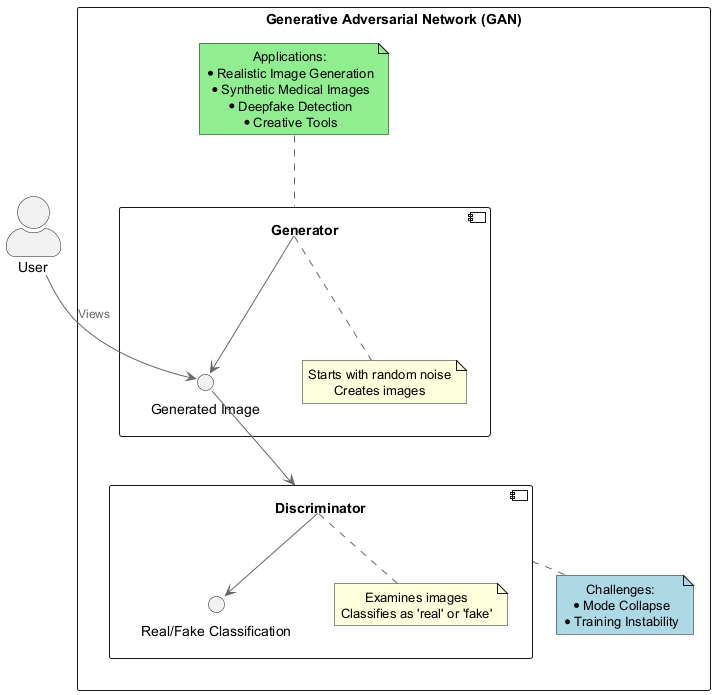 Generative Adversarial Network (GAN)
Applications:
• Realistic Image Generation
• Synthetic Medical Images
• Deepfake Detection
• Creative Tools
User
Views
Generator
Starts with random noise
Creates images
Generated Image
Discriminator
Examines images
Classifies as 'real' or 'fake'
Real/Fake Classification
Challenges:
• Mode Collapse
• Training Instability